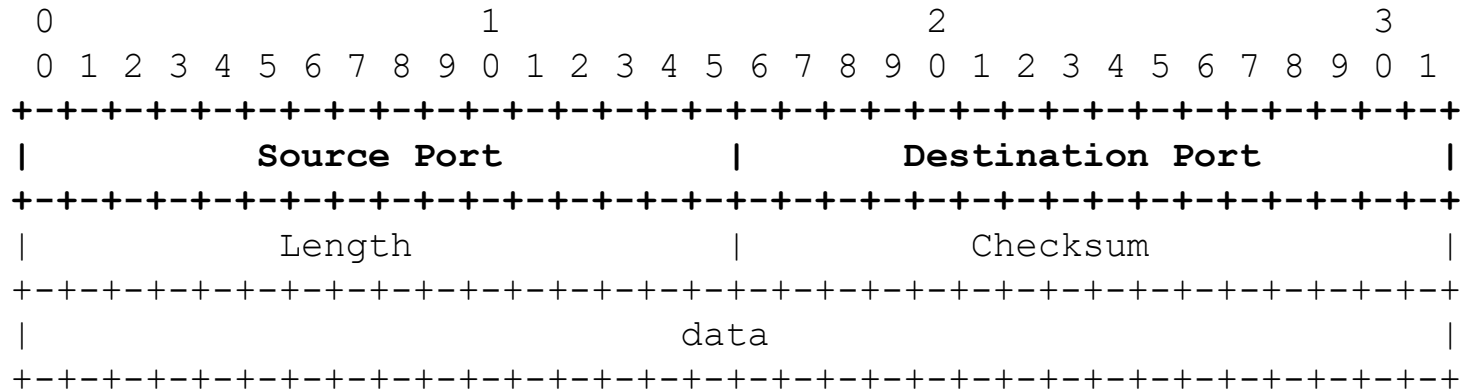 0                   1                   2                   3
0 1 2 3 4 5 6 7 8 9 0 1 2 3 4 5 6 7 8 9 0 1 2 3 4 5 6 7 8 9 0 1
+-+-+-+-+-+-+-+-+-+-+-+-+-+-+-+-+-+-+-+-+-+-+-+-+-+-+-+-+-+-+-+-+
|          Source Port          |       Destination Port        |
+-+-+-+-+-+-+-+-+-+-+-+-+-+-+-+-+-+-+-+-+-+-+-+-+-+-+-+-+-+-+-+-+
|           Length              |          Checksum             |
+-+-+-+-+-+-+-+-+-+-+-+-+-+-+-+-+-+-+-+-+-+-+-+-+-+-+-+-+-+-+-+-+
|                             data                              |
+-+-+-+-+-+-+-+-+-+-+-+-+-+-+-+-+-+-+-+-+-+-+-+-+-+-+-+-+-+-+-+-+